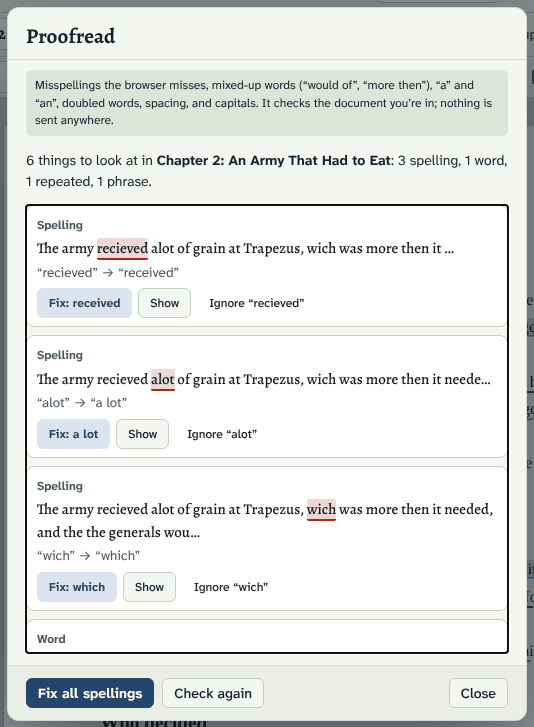 Proofread
Misspellings the browser misses, mixed-up words (“would of”, “more then”), “a” and
“an”, doubled words, spacing, and capitals. It checks the document you’re in; nothing is
sent anywhere.
6 things to look at in Chapter 2: An Army That Had to Eat: 3 spelling, 1 word,
1 repeated, 1 phrase.
Spelling
The army recieved alot of grain at Trapezus, wich was more then it …
“recieved” → “received”
Fix: received Show Ignore “recieved”
Spelling
The army recieved alot of grain at Trapezus, wich was more then it neede…
“alot” → “a lot”
Fix: a lot Show Ignore “alot”
Spelling
The army recieved alot of grain at Trapezus, wich was more then it needed,
and the the generals wou…
“wich” → “which”
Fix: which Show Ignore “wich”
Word
Fix all spellings Check again Close